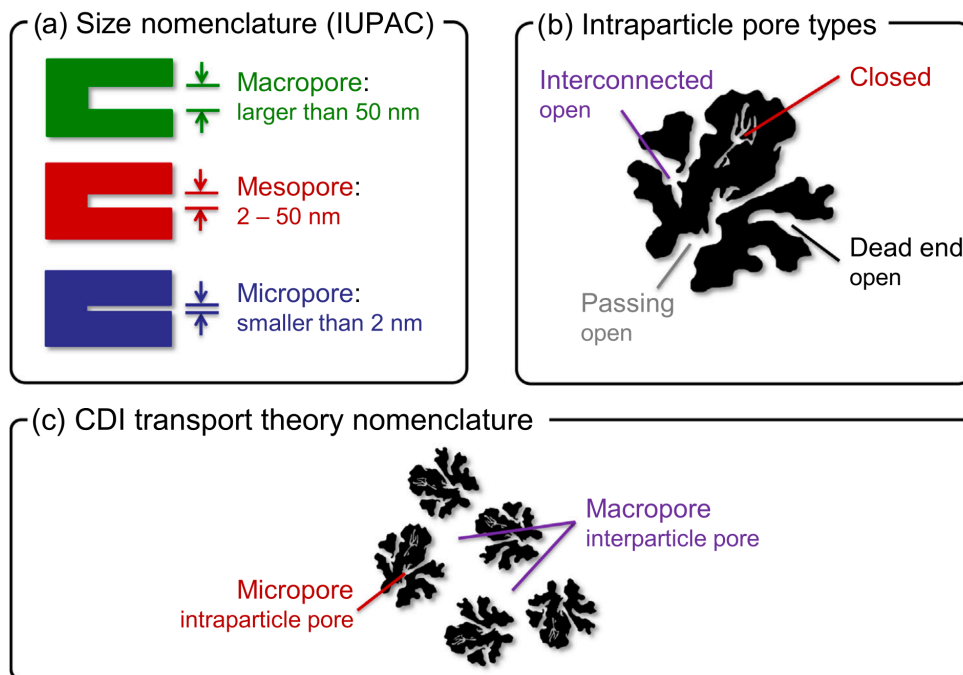 (a) Size nomenclature (IUPAC)
Macropore:
larger than 50 nm
Mesopore:
2 – 50 nm
Micropore:
smaller than 2 nm
(b) Intraparticle pore types
Interconnected
open
Closed
Dead end
open
Passing
open
(c) CDI transport theory nomenclature
Macropore
interparticle pore
Micropore
intraparticle pore